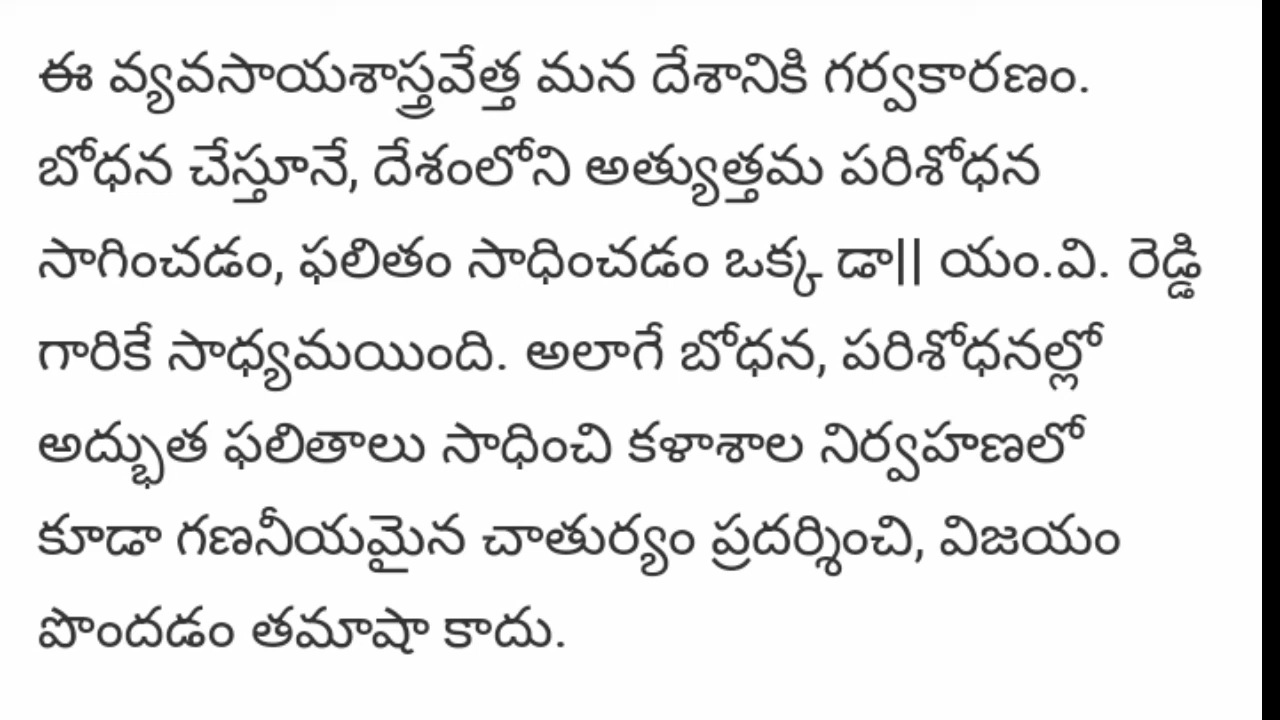 ఈ వ్యవసాయశాస్త్రవేత్త మన దేశానికి గర్వకారణం.
బోధన చేస్తూనే, దేశంలోని అత్యుత్తమ పరిశోధన
సాగించడం, ఫలితం సాధించడం ఒక్క డా|| యం.వి. రెడ్డి
గారికే సాధ్యమయింది. అలాగే బోధన, పరిశోధనల్లో
అద్భుత ఫలితాలు సాధించి కళాశాల నిర్వహణలో
కూడా గణనీయమైన చాతుర్యం ప్రదర్శించి, విజయం
పొందడం తమాషా కాదు.